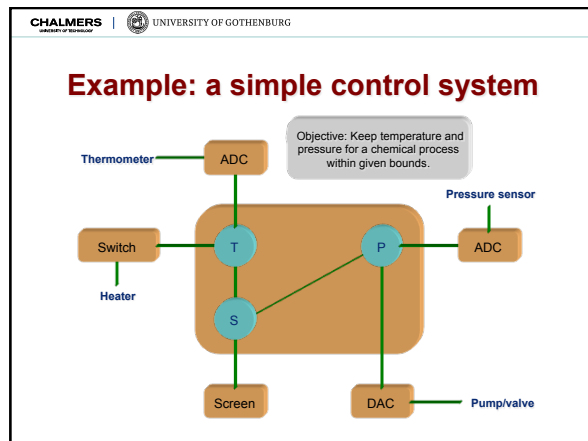 CHALMERS
UNIVERSITY OF TECHNOLOGY
UNIVERSITY OF GOTHENBURG
Example: a simple control system
Objective: Keep temperature and
pressure for a chemical process
within given bounds.
Thermometer
ADC
Pressure sensor
Switch
T
P
ADC
Heater
S
Screen
DAC
Pump/valve